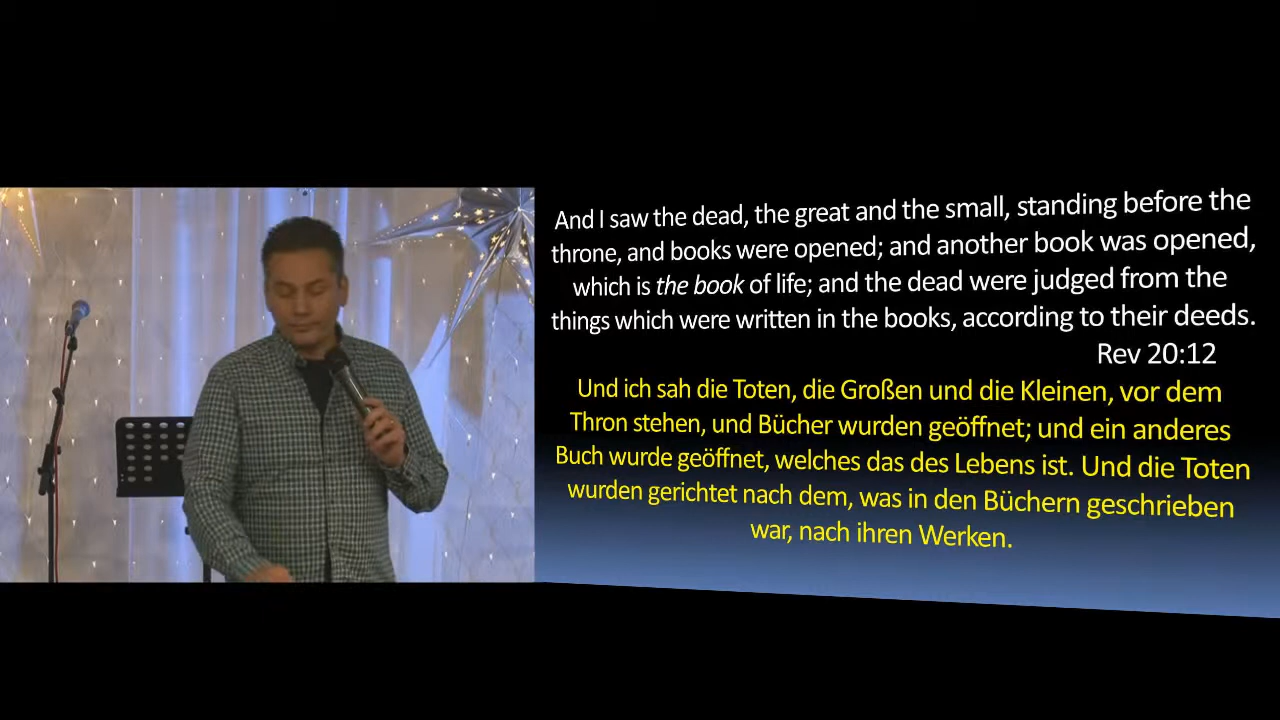 And I saw the dead, the great and the small, standing before the
throne, and books were opened; and another book was opened,
which is the book of life; and the dead were judged from the
things which were written in the books, according to their deeds.
Rev 20:12
Und ich sah die Toten, die Großen und die Kleinen, vor dem
Thron stehen, und Bücher wurden geöffnet; und ein anderes
Buch wurde geöffnet, welches das des Lebens ist. Und die Toten
wurden gerichtet nach dem, was in den Büchern geschrieben
war, nach ihren Werken.